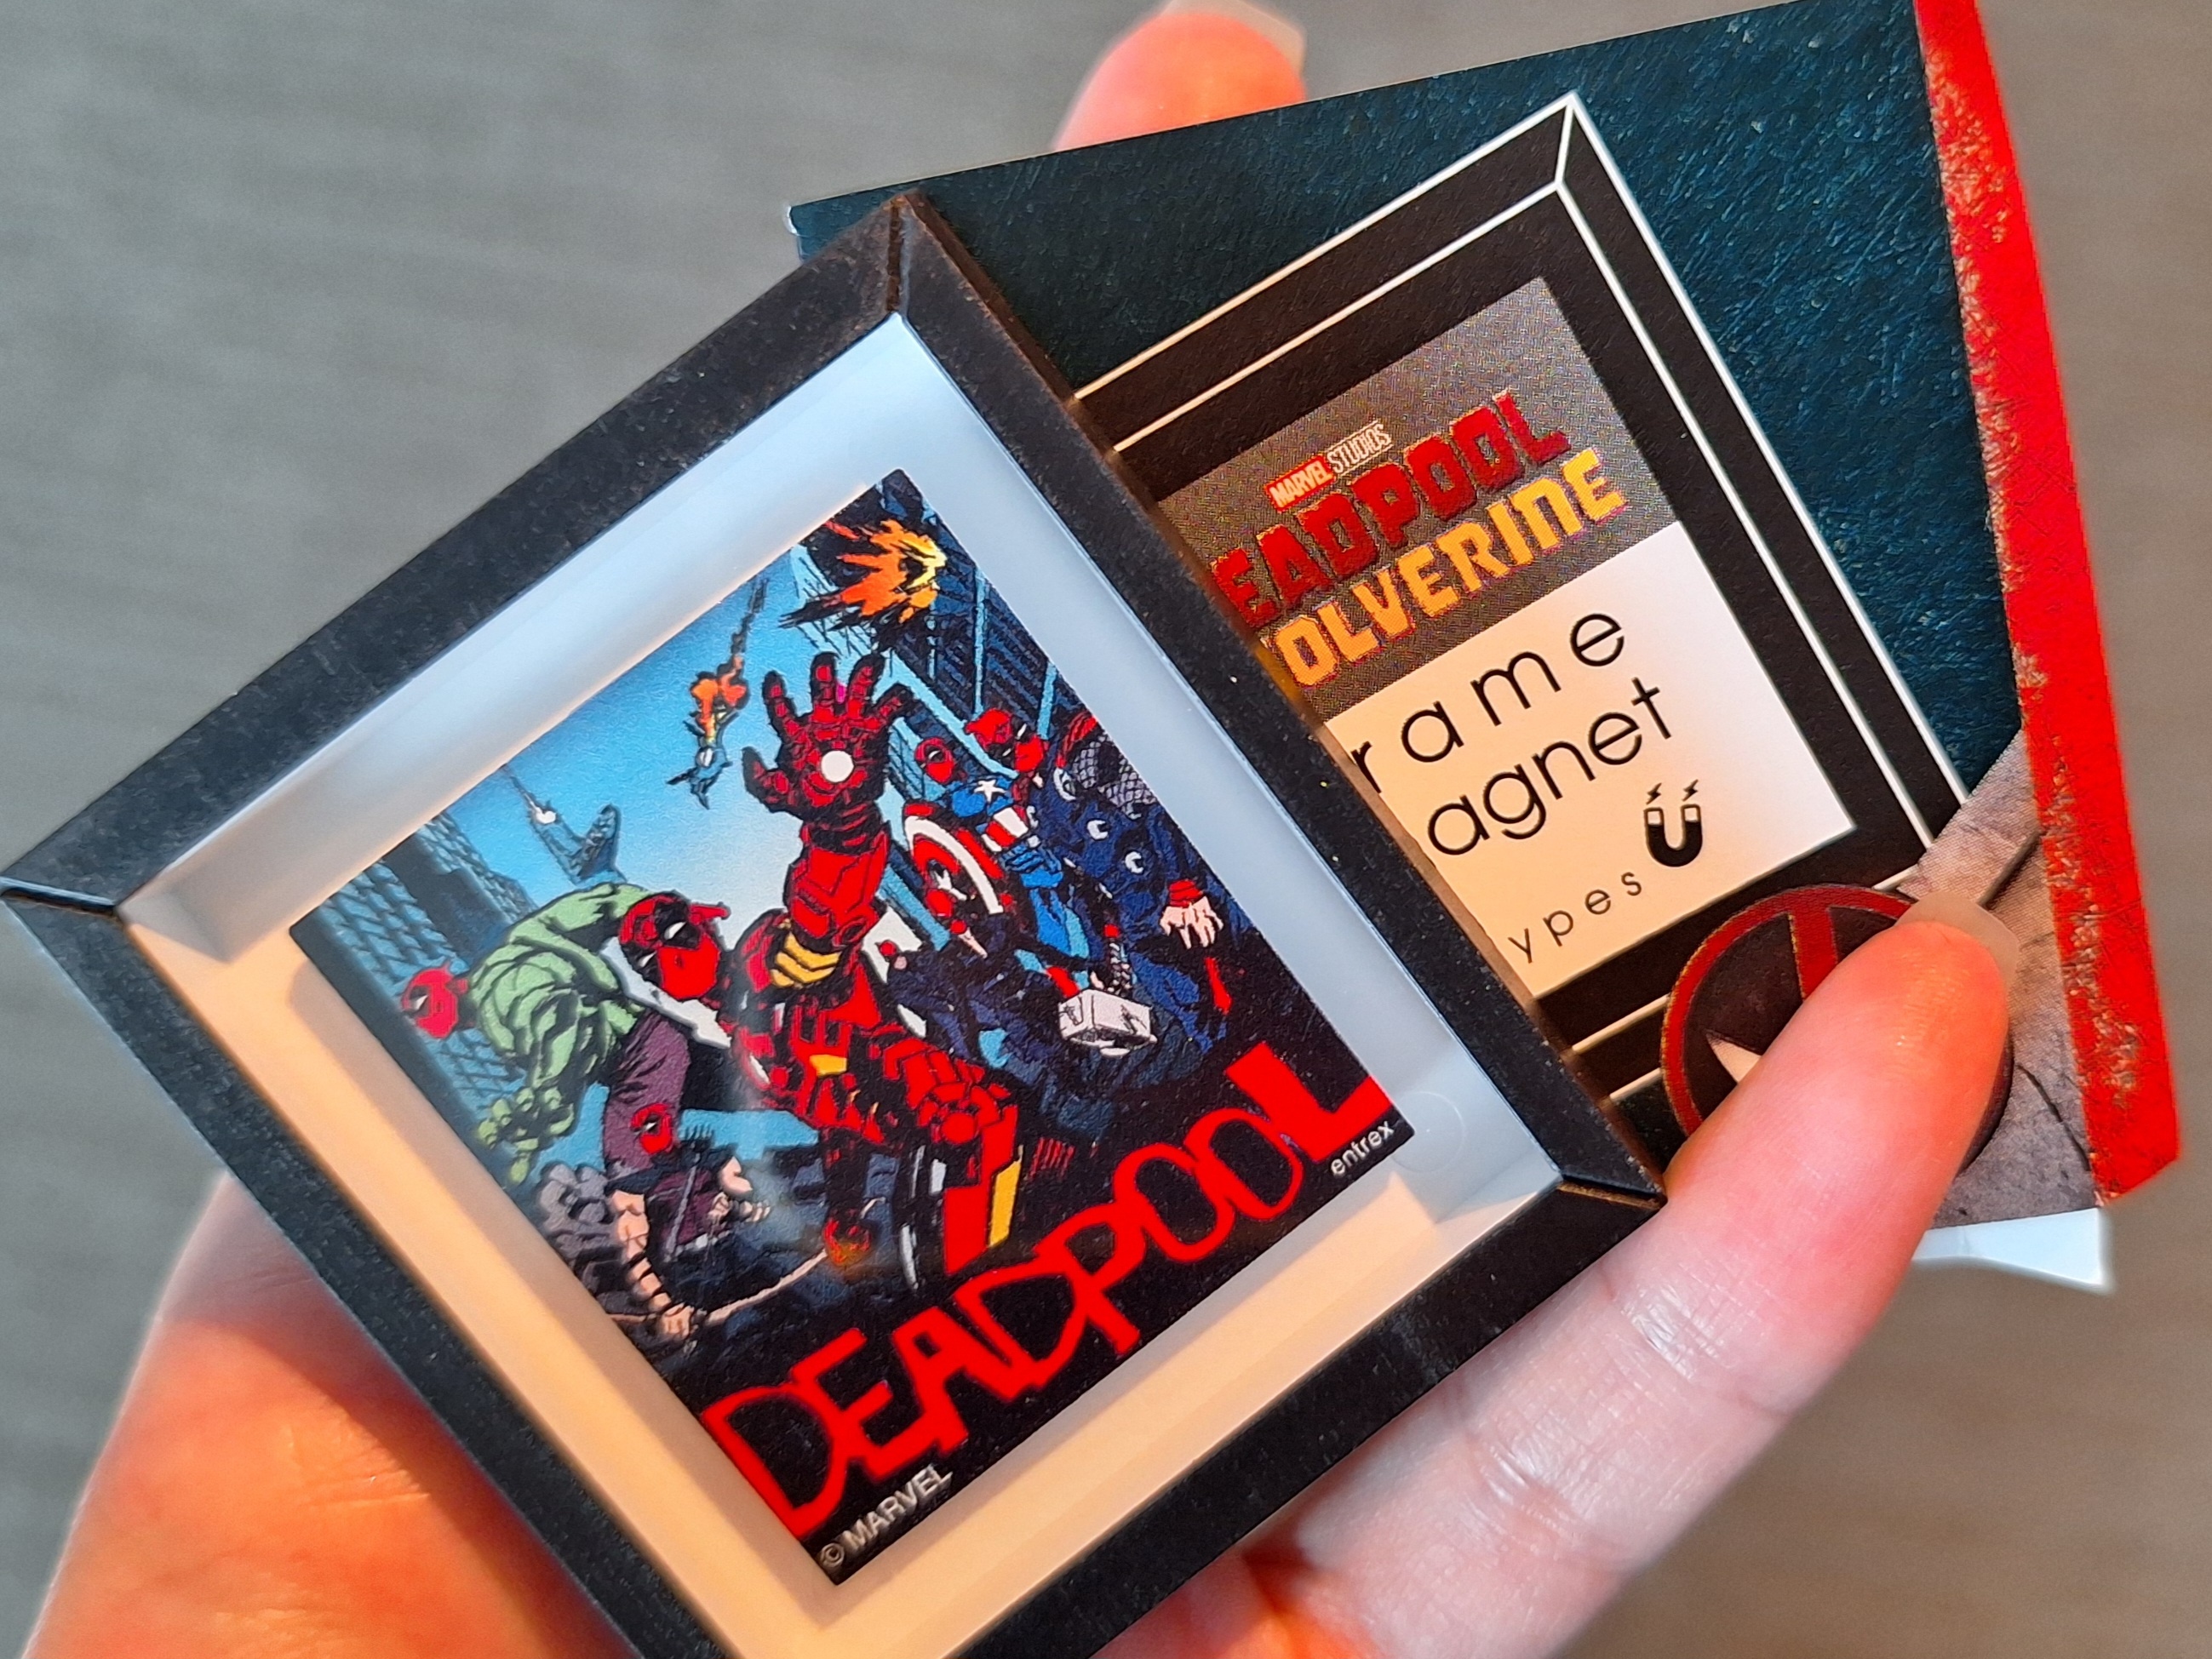 DEADPOOL
© MARVEL
entrex
MARVEL STUDIOS
EADPOOL
OLVERINE
rame
agnet
ypes